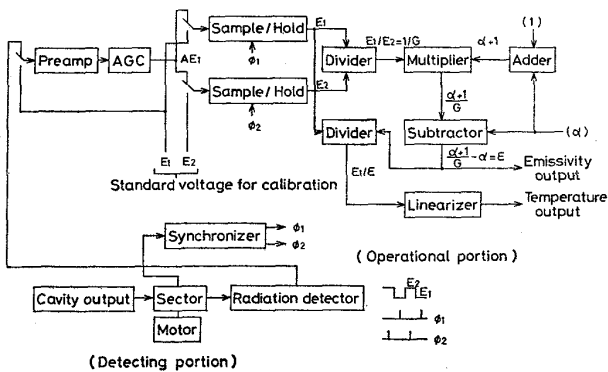 Sample/Hold
E1
Preamp
AGC
AE1
ϕ1
Divider
E1/E2=1/G
Multiplier
α+1
Adder
(1)
Sample/Hold
E2
ϕ2
α+1
G
Divider
Subtractor
(α)
E1 E2
α+1/G -α=E
Emissivity
output
Standard voltage for calibration
E1/E
Linearizer
Temperature
output
Synchronizer
ϕ1
ϕ2
(Operational portion)
Cavity output
Sector
Radiation detector
Motor
E2
E1
ϕ1
ϕ2
(Detecting portion)